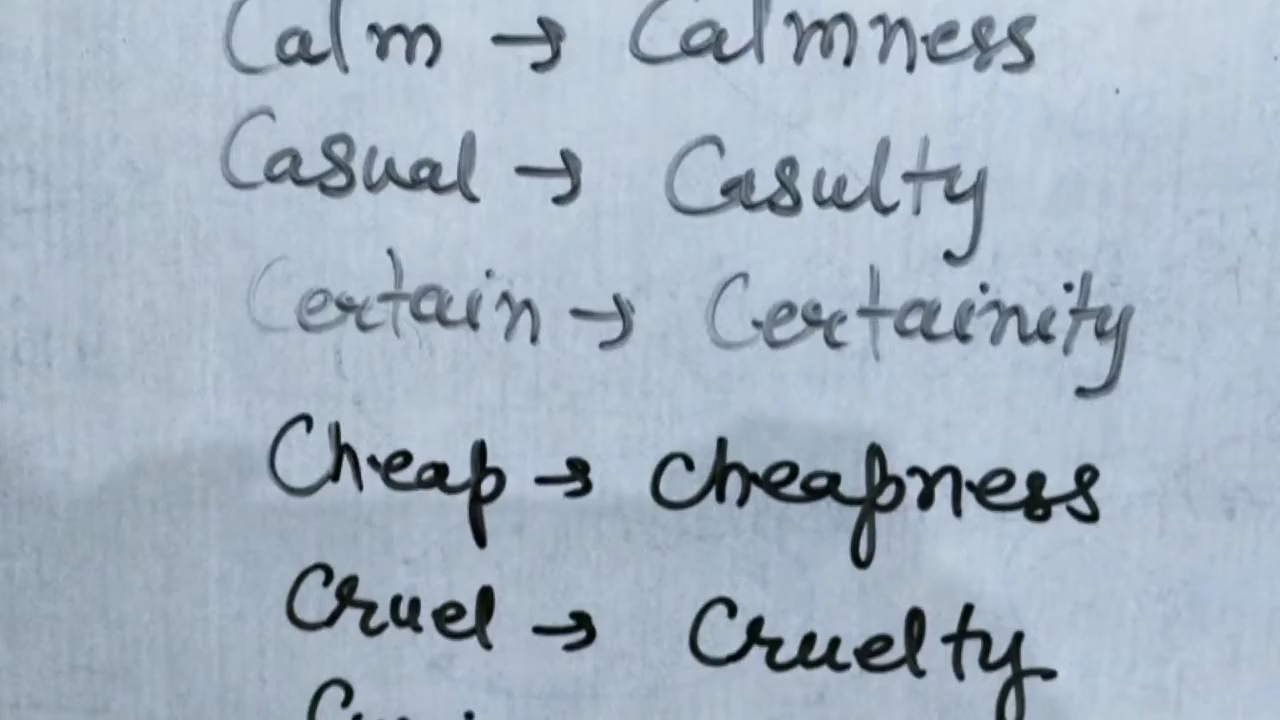 Calm → Calmness
Casual → Casulty
Certain → Certainity
Cheap → Cheapness
Cruel → Cruelty